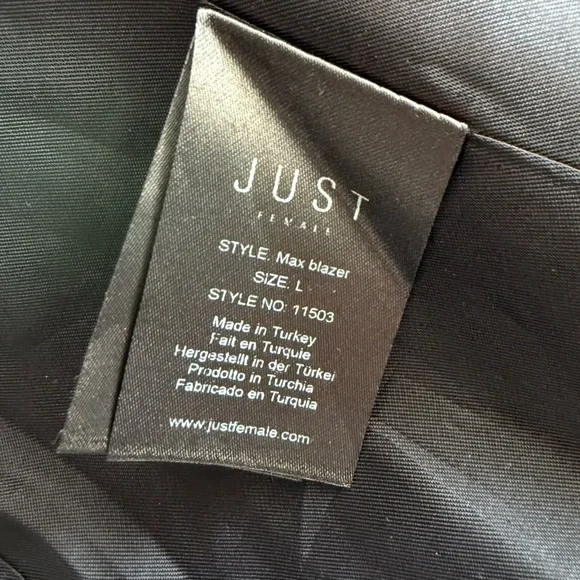 JUST
FEMALE
STYLE. Max blazer
SIZE. L
STYLE NO: 11503
Made in Turkey
Fait en Turquie
Hergestellt in der Türkei
Prodotto in Turchia
Fabricado en Turquia
www.justfemale.com